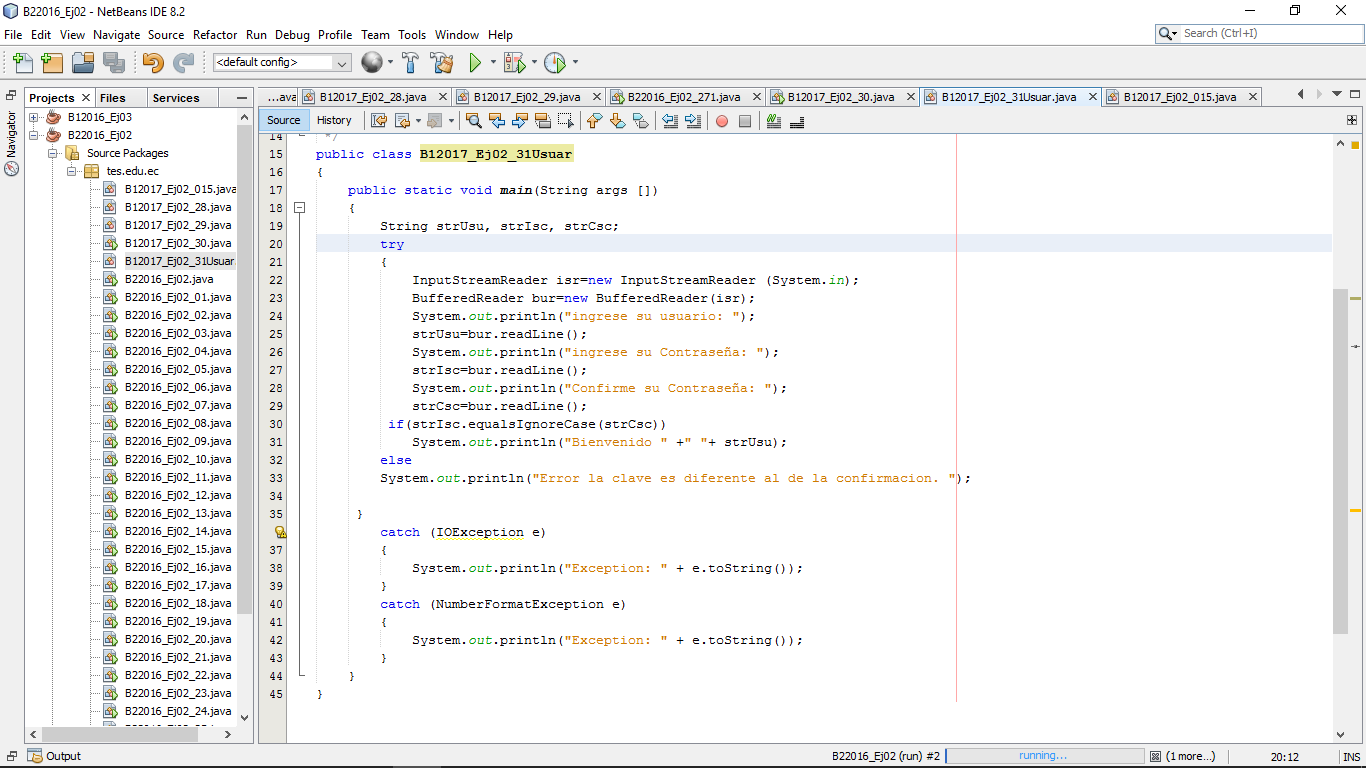 B22016_Ej02 - NetBeans IDE 8.2
File Edit View Navigate Source Refactor Run Debug Profile Team Tools Window Help
Search (Ctrl+I)
<default config>
Projects Files Services
Navigator
B12016_Ej03
B22016_Ej02
Source Packages
tes.edu.ec
B12017_Ej02_015.java
B12017_Ej02_28.java
B12017_Ej02_29.java
B12017_Ej02_30.java
B12017_Ej02_31Usuar.
B22016_Ej02.java
B22016_Ej02_01.java
B22016_Ej02_02.java
B22016_Ej02_03.java
B22016_Ej02_04.java
B22016_Ej02_05.java
B22016_Ej02_06.java
B22016_Ej02_07.java
B22016_Ej02_08.java
B22016_Ej02_09.java
B22016_Ej02_10.java
B22016_Ej02_11.java
B22016_Ej02_12.java
B22016_Ej02_13.java
B22016_Ej02_14.java
B22016_Ej02_15.java
B22016_Ej02_16.java
B22016_Ej02_17.java
B22016_Ej02_18.java
B22016_Ej02_19.java
B22016_Ej02_20.java
B22016_Ej02_21.java
B22016_Ej02_22.java
B22016_Ej02_23.java
B22016_Ej02_24.java
...ava B12017_Ej02_28.java B12017_Ej02_29.java B22016_Ej02_271.java B12017_Ej02_30.java B12017_Ej02_31Usuar.java B12017_Ej02_015.java
Source History
14 */
15 public class B12017_Ej02_31Usuar
16 {
17 public static void main(String args [])
18 {
19 String strUsu, strIsc, strCsc;
20 try
21 {
22 InputStreamReader isr=new InputStreamReader (System.in);
23 BufferedReader bur=new BufferedReader(isr);
24 System.out.println("ingrese su usuario: ");
25 strUsu=bur.readLine();
26 System.out.println("ingrese su Contraseña: ");
27 strIsc=bur.readLine();
28 System.out.println("Confirme su Contraseña: ");
29 strCsc=bur.readLine();
30 if(strIsc.equalsIgnoreCase(strCsc))
31 System.out.println("Bienvenido " +" "+ strUsu);
32 else
33 System.out.println("Error la clave es diferente al de la confirmacion. ");
34
35 }
catch (IOException e)
37 {
38 System.out.println("Exception: " + e.toString());
39 }
40 catch (NumberFormatException e)
41 {
42 System.out.println("Exception: " + e.toString());
43 }
44 }
45 }
Output
B22016_Ej02 (run) #2 running... (1 more...) 20:12 INS